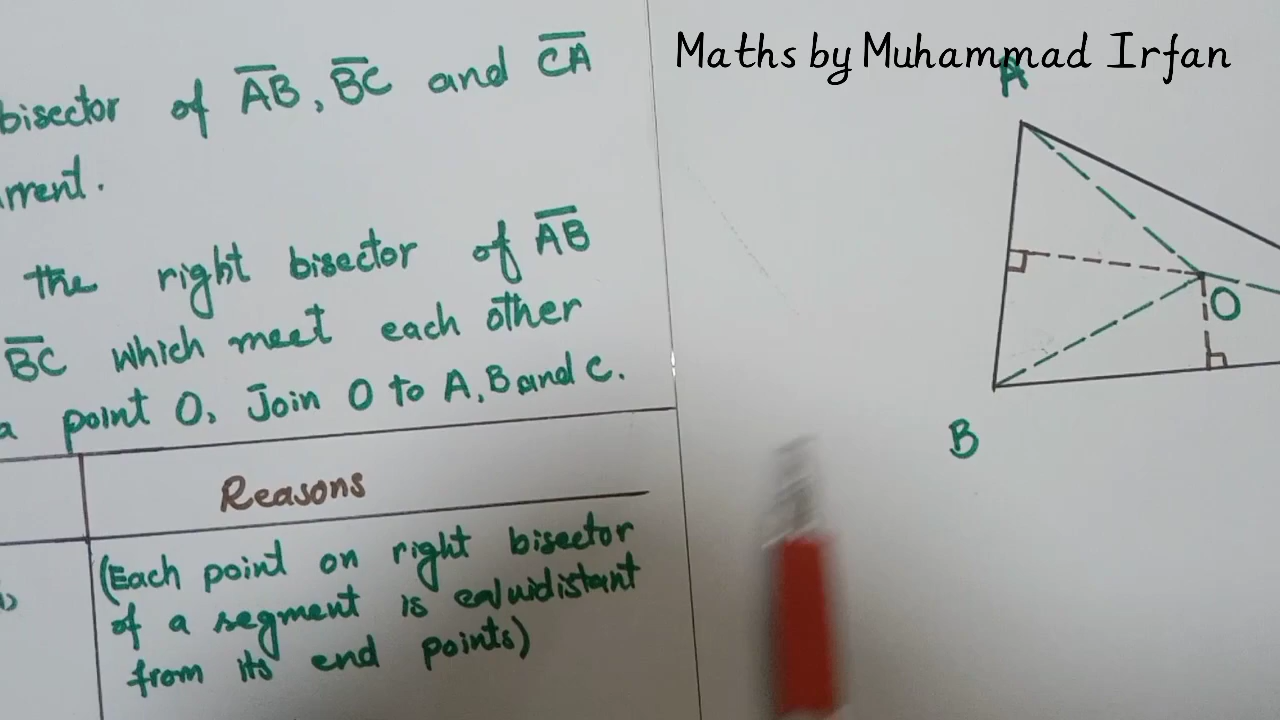 Maths by Muhammad Irfan
bisector of AB, BC and CA
rrent.
the right bisector of AB
BC which meet each other
a point O. Join O to A, B and C.
Reasons
(Each point on right bisector
of a segment is equidistant
from its end points)
A
O
B